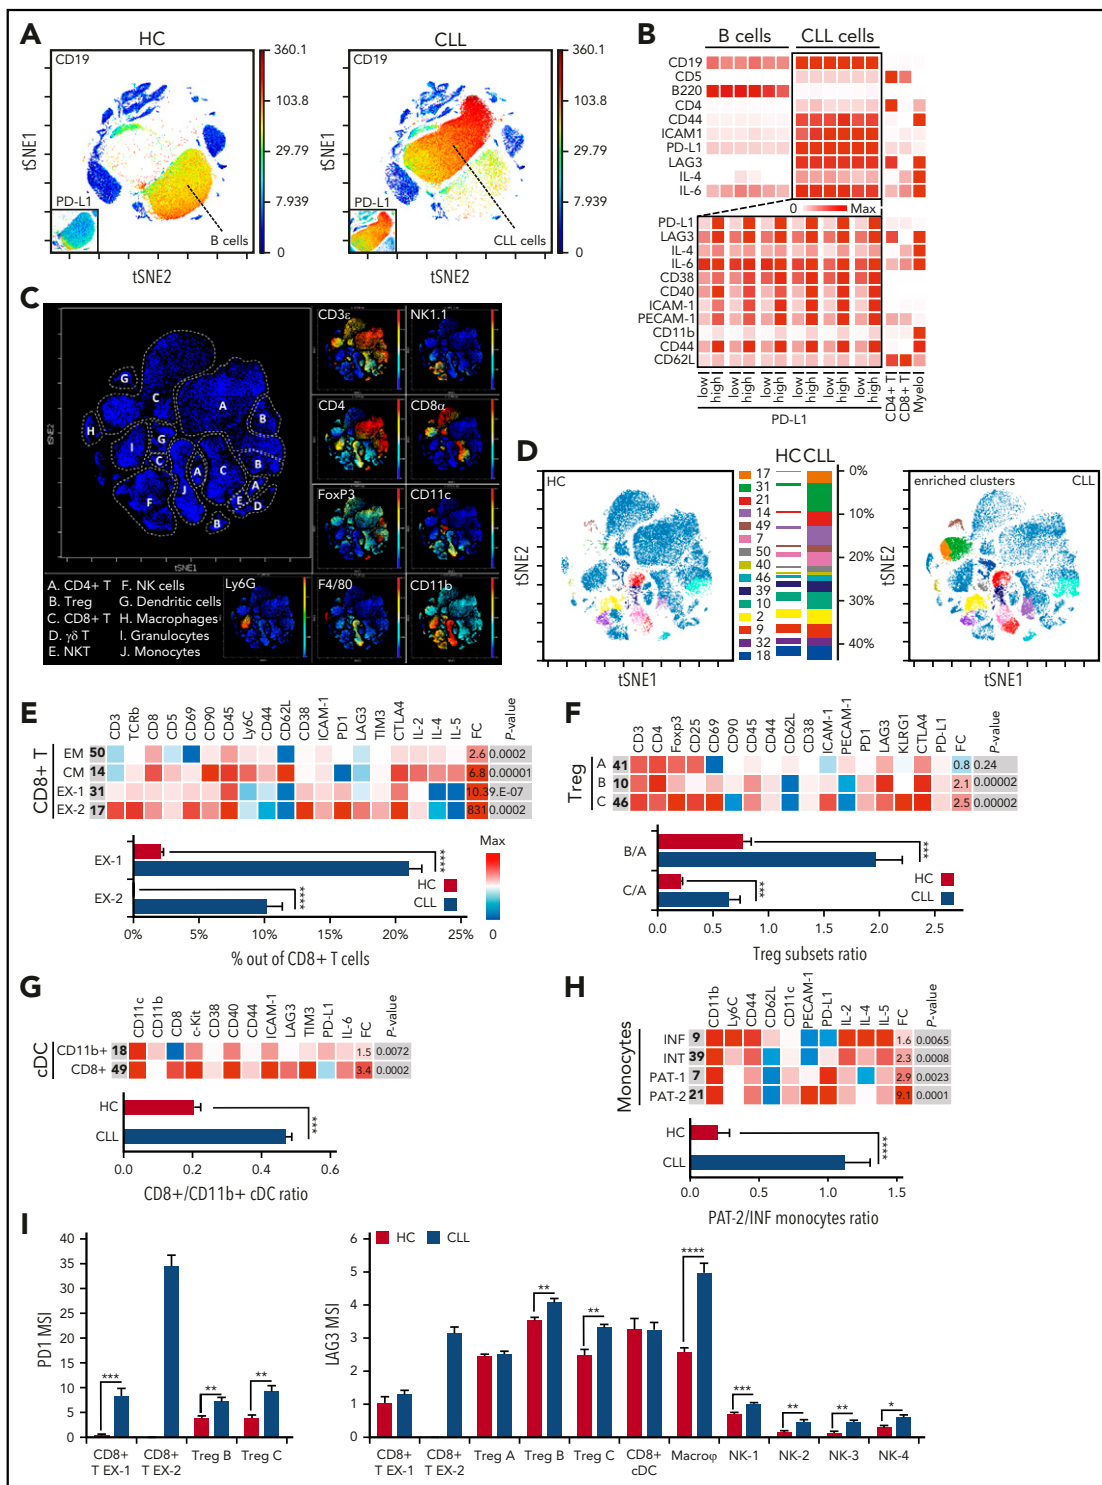 A
HC
CLL
CD19
CD19
360.1
103.8
29.79
7.939
0
360.1
103.8
29.79
7.939
0
tSNE1
tSNE1
PD-L1
PD-L1
B cells
CLL cells
tSNE2
tSNE2
B
B cells
CLL cells
CD19
CD5
B220
CD4
CD44
ICAM1
PD-L1
LAG3
IL-4
IL-6
0 Max
PD-L1
LAG3
IL-4
IL-6
CD38
CD40
ICAM-1
PECAM-1
CD11b
CD44
CD62L
low high low high low high low high low high low high
CD4+ T
CD8+ T
Myelo
PD-L1
C
CD3ε
NK1.1
CD4
CD8α
FoxP3
CD11c
Ly6G
F4/80
CD11b
tSNE2
tSNE1
G
C
A
B
H
I
G
C
A
C
B
A
F
J
E
D
B
A. CD4+ T
B. Treg
C. CD8+ T
D. γδ T
E. NKT
F. NK cells
G. Dendritic cells
H. Macrophages
I. Granulocytes
J. Monocytes
D
HC
HC CLL
enriched clusters CLL
17
31
21
14
49
7
50
40
46
39
10
2
9
32
18
0%
10%
20%
30%
40%
tSNE2
tSNE2
tSNE1
tSNE1
E
CD3 TCRb CD8 CD5 CD69 CD90 CD45 Ly6C CD44 CD62L CD38 ICAM-1 PD1 LAG3 TIM3 CTLA4 IL-2 IL-4 IL-5 FC P-value
CD8+ T
EM 50 2.6 0.0002
CM 14 6.8 0.00001
EX-1 31 10.3 9.E-07
EX-2 17 831 0.0002
EX-1
EX-2
****
****
HC
CLL
Max
0
0% 5% 10% 15% 20% 25%
% out of CD8+ T cells
F
CD3 CD4 Foxp3 CD25 CD69 CD90 CD45 CD44 CD62L CD38 ICAM-1 PECAM-1 PD1 LAG3 KLRG1 CTLA4 PD-L1 FC P-value
Treg
A 41 0.8 0.24
B 10 2.1 0.00002
C 46 2.5 0.00002
B/A
C/A
***
***
HC
CLL
0.0 0.5 1.0 1.5 2.0 2.5
Treg subsets ratio
G
CD11c CD11b CD8 c-Kit CD38 CD40 CD44 ICAM-1 LAG3 TIM3 PD-L1 IL-6 FC P-value
cDC
CD11b+ 18 1.5 0.0072
CD8+ 49 3.4 0.0002
HC
CLL
***
0.0 0.2 0.4 0.6
CD8+/CD11b+ cDC ratio
H
CD11b Ly6C CD44 CD62L CD11c PECAM-1 PD-L1 IL-2 IL-4 IL-5 FC P-value
Monocytes
INF 9 1.6 0.0065
INT 39 2.3 0.0008
PAT-1 7 2.9 0.0023
PAT-2 21 9.1 0.0001
HC
CLL
****
0.0 0.5 1.0 1.5
PAT-2/INF monocytes ratio
I
PD1 MSI
40
35
30
25
20
15
10
5
0
***
**
**
CD8+ T EX-1
CD8+ T EX-2
Treg B
Treg C
HC CLL
LAG3 MSI
6
5
4
3
2
1
0
**
**
****
***
**
**
*
CD8+ T EX-1
CD8+ T EX-2
Treg A
Treg B
Treg C
CD8+ cDC
Macroφ
NK-1
NK-2
NK-3
NK-4